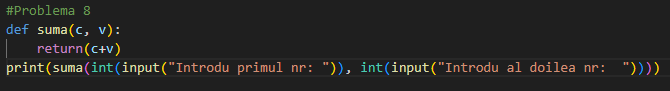 #Problema 8
def suma(c, v):
    return(c+v)
print(suma(int(input("Introdu primul nr: ")), int(input("Introdu al doilea nr:  "))))